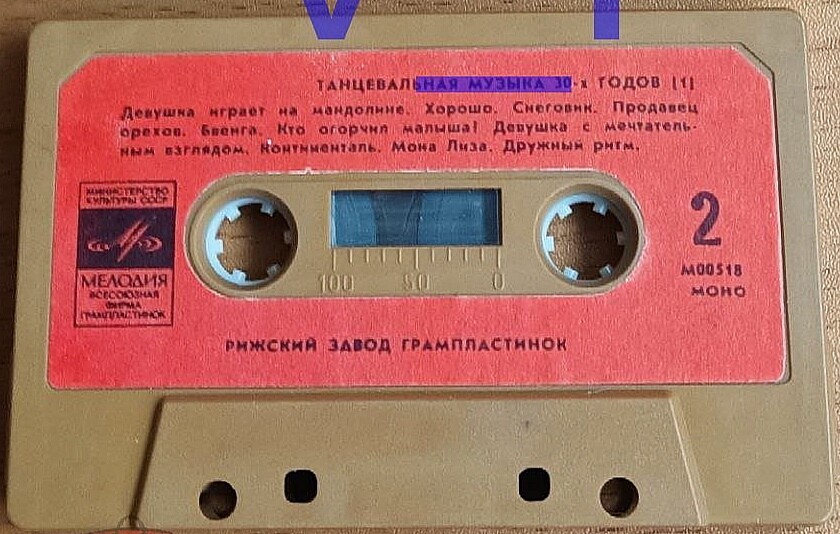 ТАНЦЕВАЛЬНАЯ МУЗЫКА 30-х ГОДОВ [1]
Девушка играет на мандолине. Хорошо. Снеговик. Продавец
орехов. Бвенга. Кто огорчил малыша? Девушка с мечтатель-
ным взглядом. Континенталь. Мона Лиза. Дружный ритм.
МИНИСТЕРСТВО
КУЛЬТУРЫ СССР
МЕЛОДИЯ
ВСЕСОЮЗНАЯ
ФИРМА
ГРАМПЛАСТИНОК
2
М00518
МОНО
100 50 0
РИЖСКИЙ ЗАВОД ГРАМПЛАСТИНОК